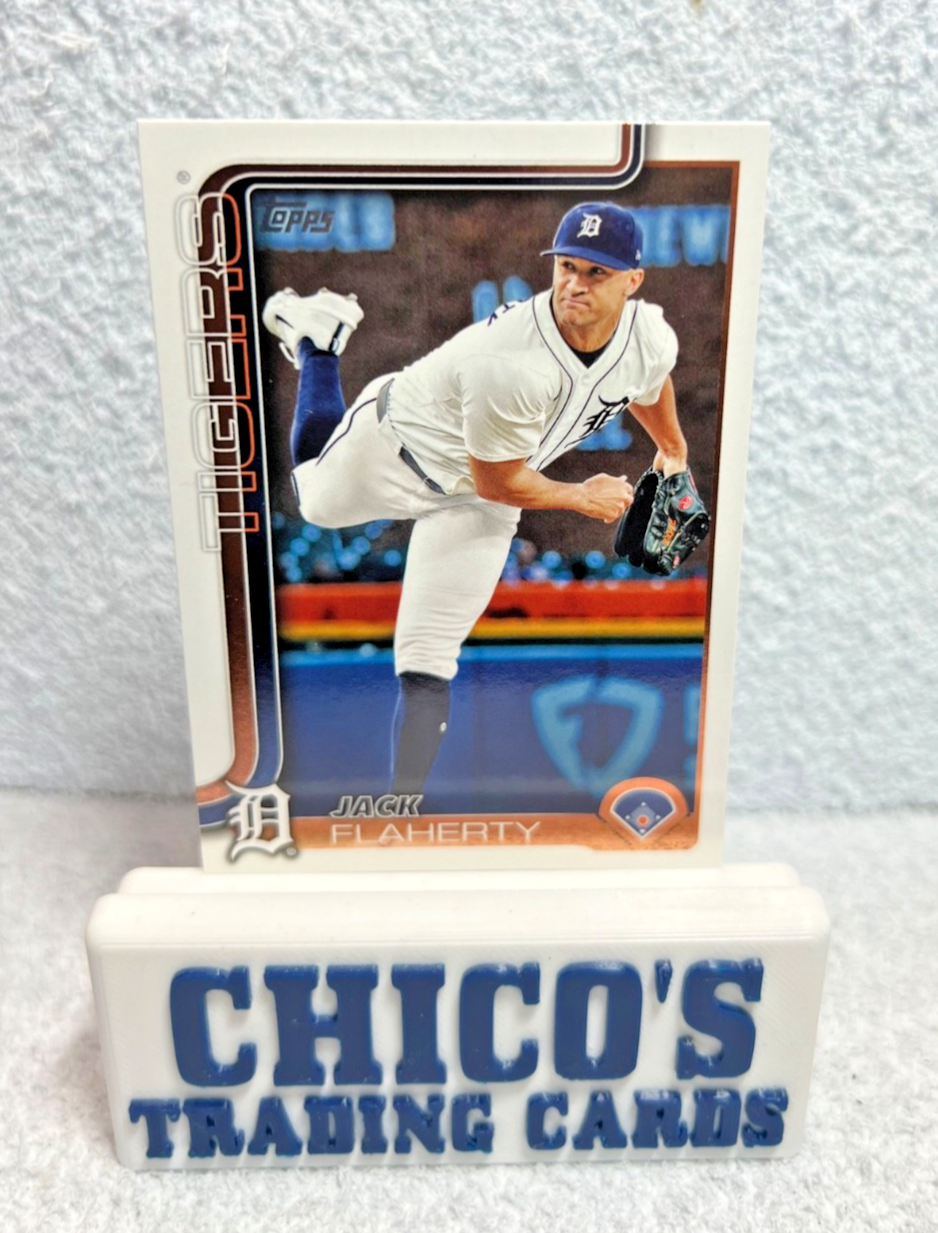 TIGERS
®
Topps
D
D
JACK
FLAHERTY
D
®
CHICO'S
TRADING CARDS